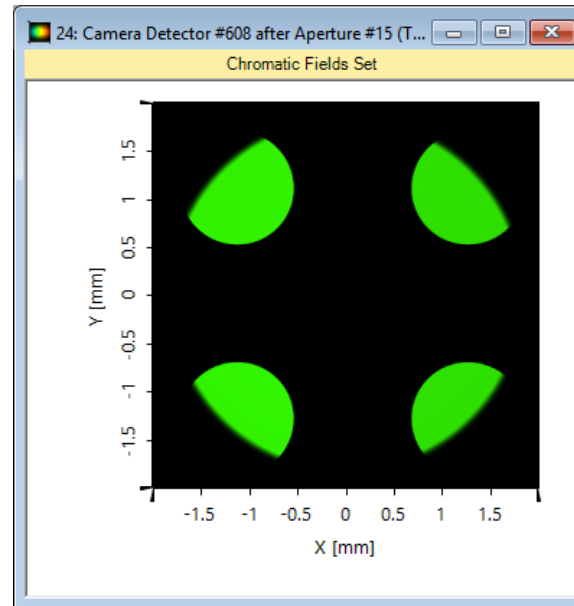 24: Camera Detector #608 after Aperture #15 (T...
Chromatic Fields Set
Y [mm]
1.5
1
0.5
0
-0.5
-1
-1.5
-1.5 -1 -0.5 0 0.5 1 1.5
X [mm]